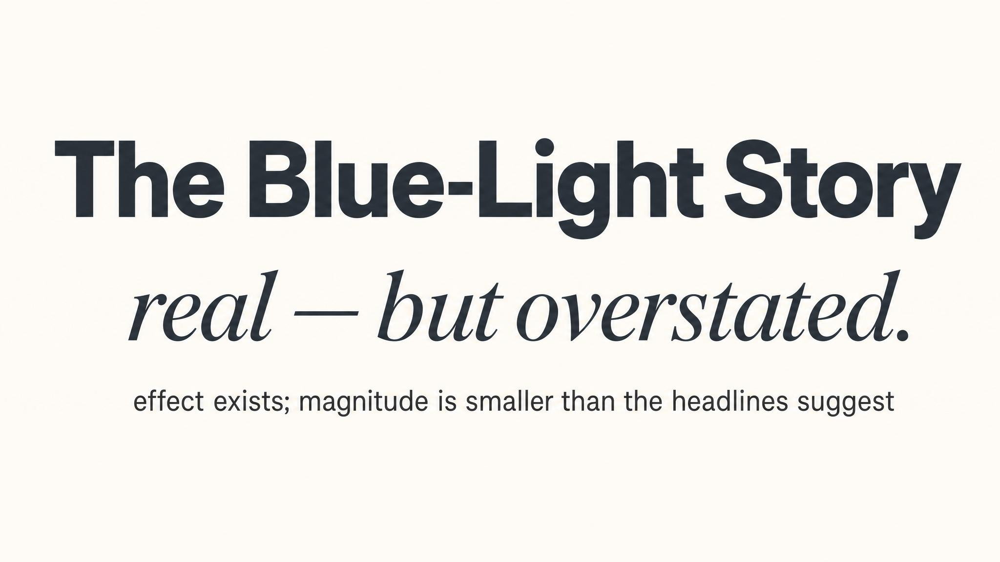 The Blue-Light Story
real — but overstated.
effect exists; magnitude is smaller than the headlines suggest